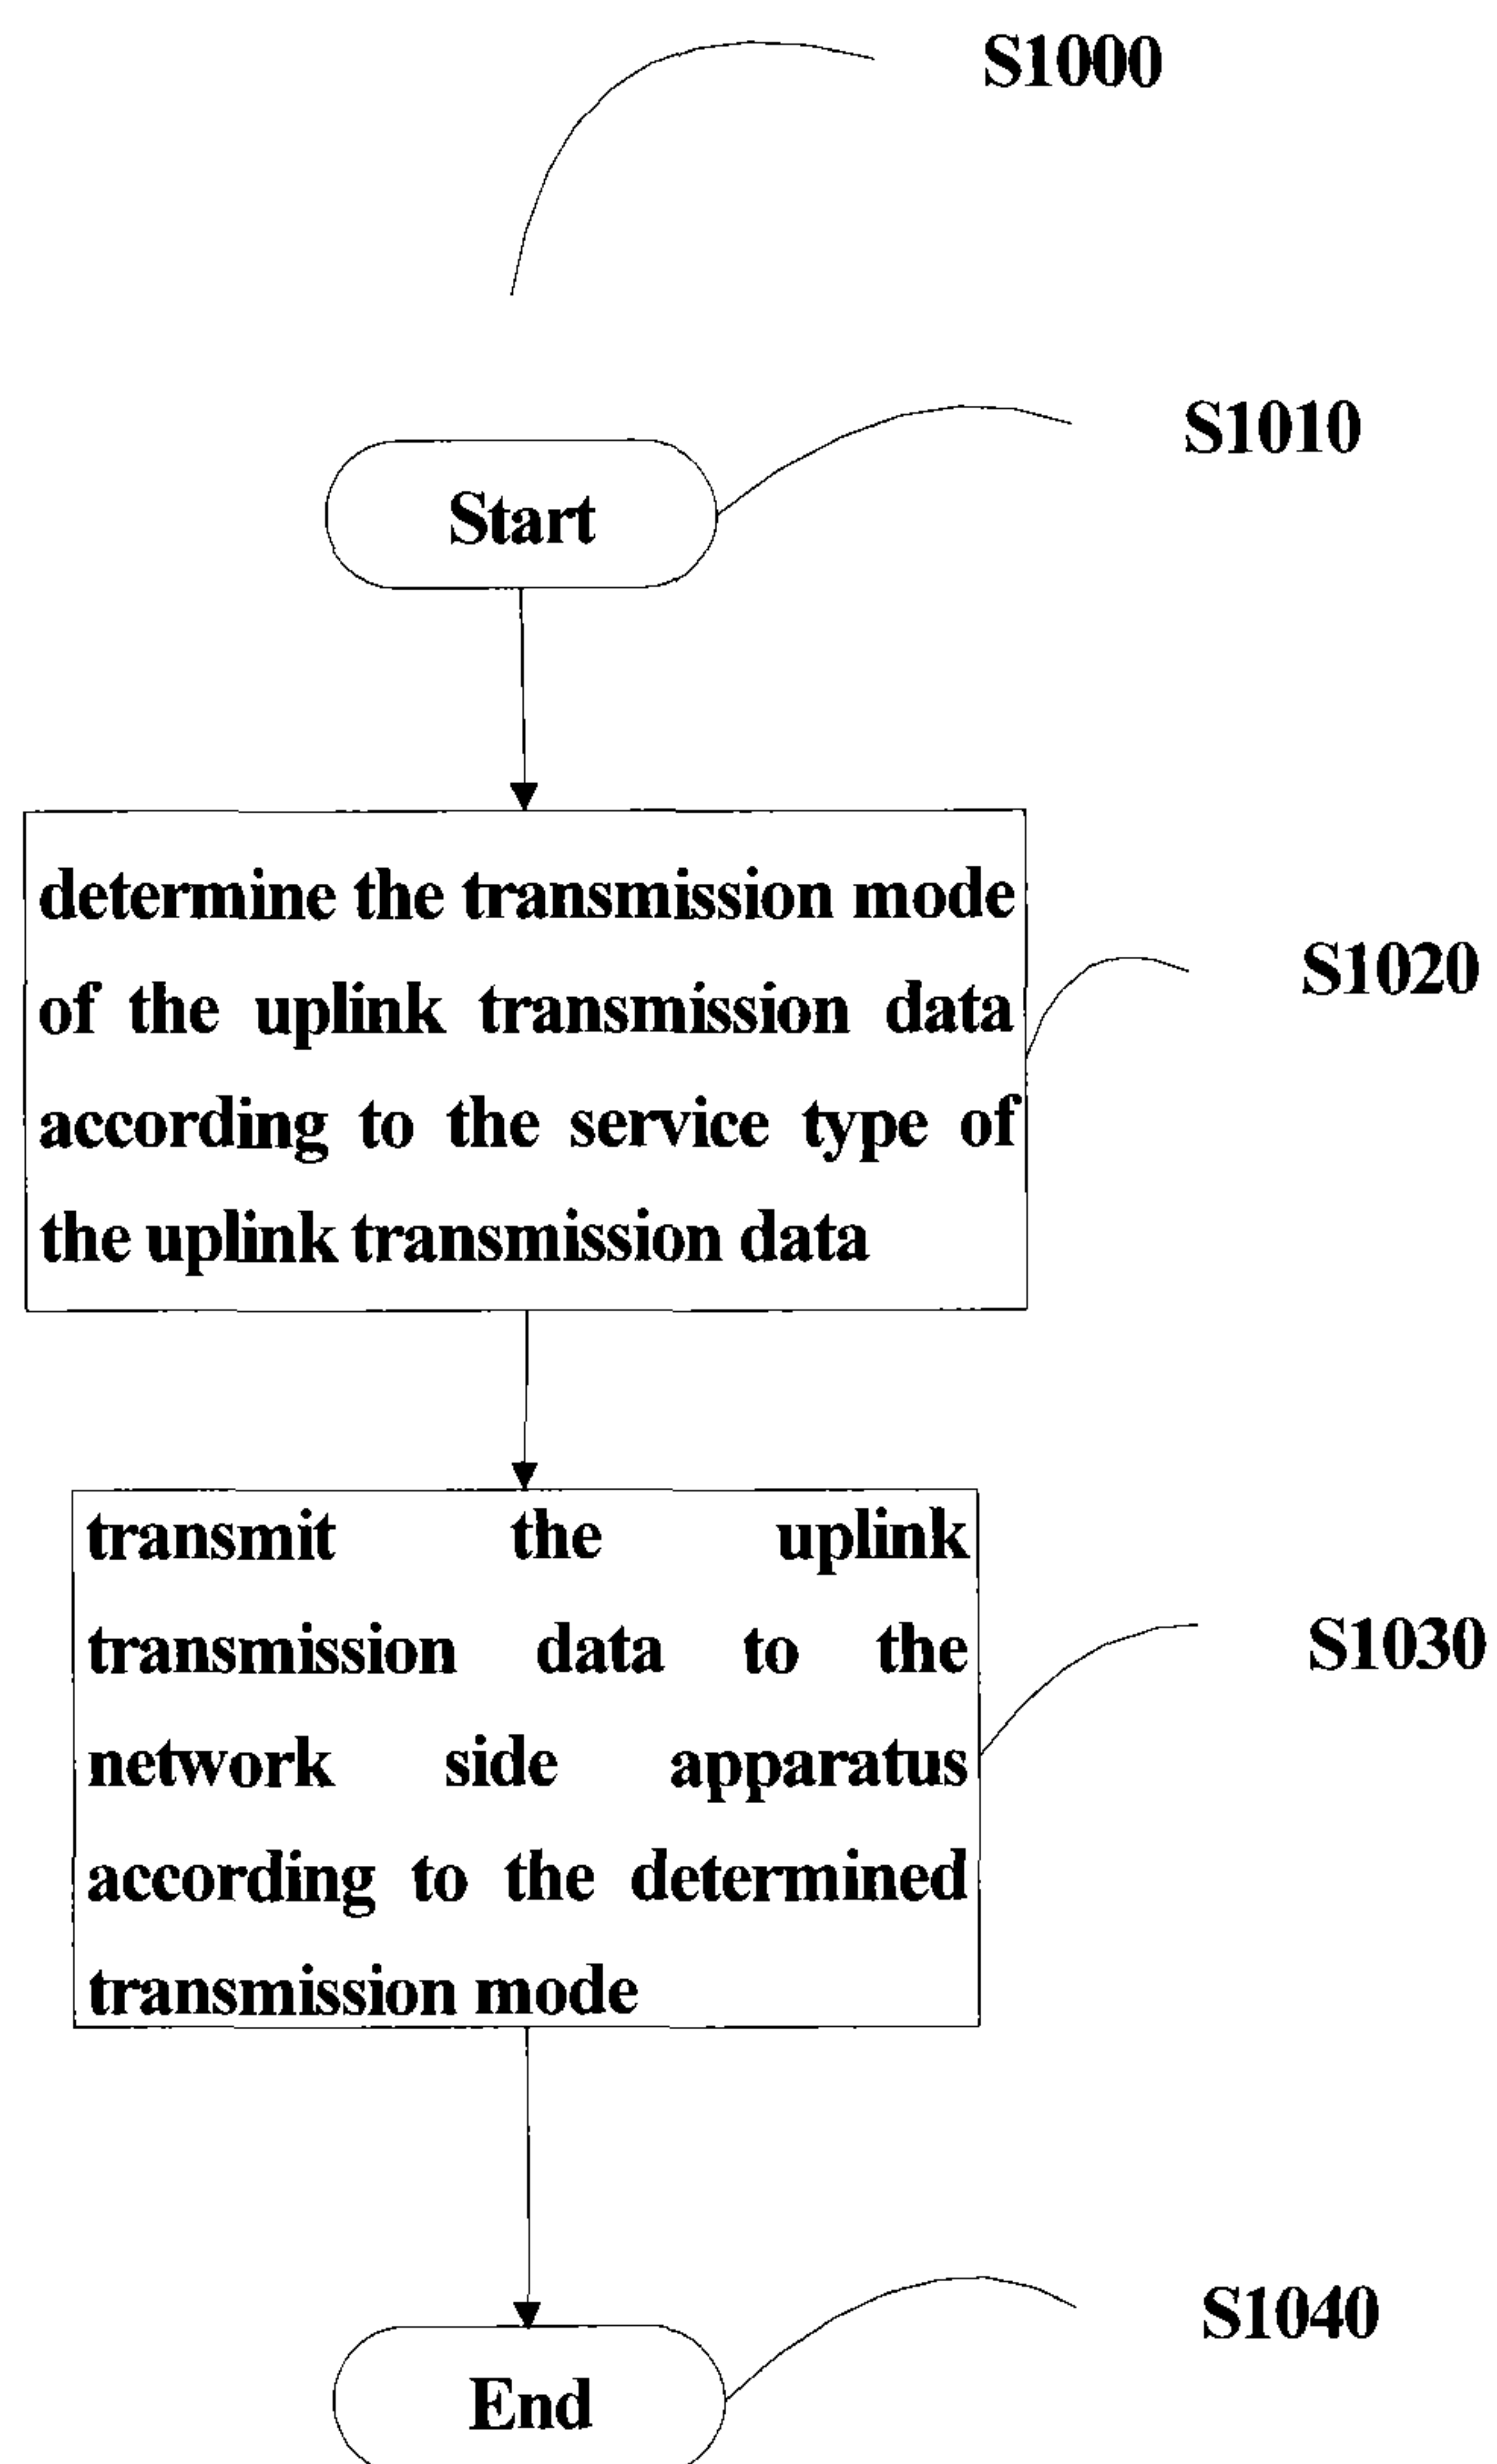 S1000
S1010
Start
determine the transmission mode
of the uplink transmission data
according to the service type of
the uplink transmission data
S1020
transmit the uplink
transmission data to the
network side apparatus
according to the determined
transmission mode
S1030
S1040
End